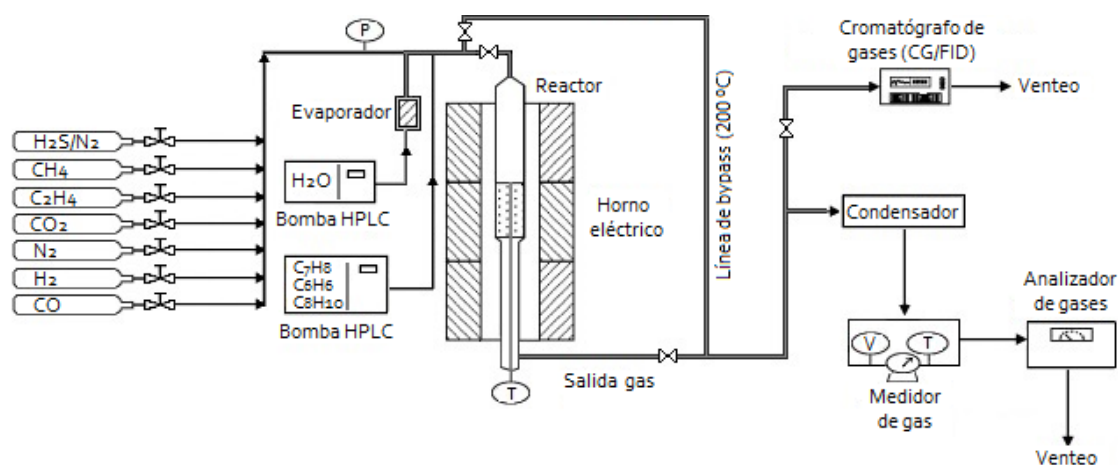 P
Cromatógrafo de
gases (CG/FID)
Venteo
Reactor
Evaporador
H2S/N2
CH4
C2H4
CO2
N2
H2
CO
H2O
Bomba HPLC
C7H8
C6H6
C8H10
Bomba HPLC
Horno
eléctrico
Línea de bypass (200 ºC)
Condensador
Analizador
de gases
V
T
Salida gas
T
Medidor
de gas
Venteo